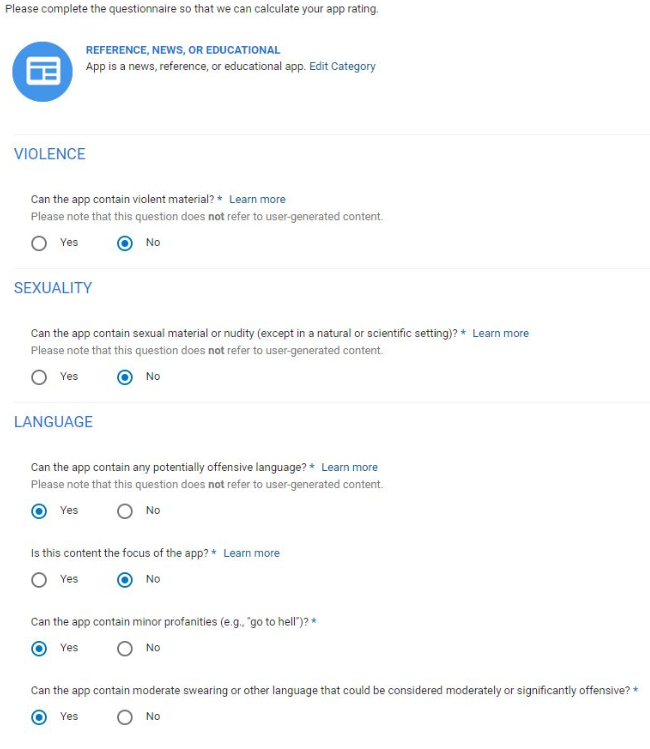 Please complete the questionnaire so that we can calculate your app rating.
REFERENCE, NEWS, OR EDUCATIONAL
App is a news, reference, or educational app. Edit Category
VIOLENCE
Can the app contain violent material? * Learn more
Please note that this question does not refer to user-generated content.
Yes No
SEXUALITY
Can the app contain sexual material or nudity (except in a natural or scientific setting)? * Learn more
Please note that this question does not refer to user-generated content.
Yes No
LANGUAGE
Can the app contain any potentially offensive language? * Learn more
Please note that this question does not refer to user-generated content.
Yes No
Is this content the focus of the app? * Learn more
Yes No
Can the app contain minor profanities (e.g., "go to hell")? *
Yes No
Can the app contain moderate swearing or other language that could be considered moderately or significantly offensive? *
Yes No